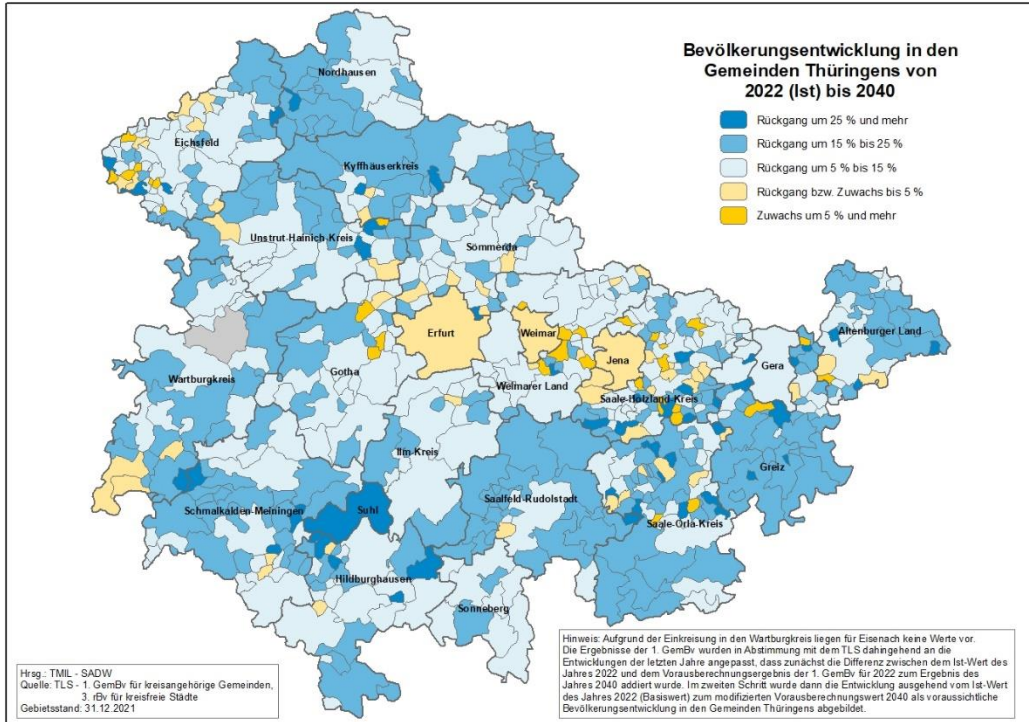 Bevölkerungsentwicklung in den
Gemeinden Thüringens von
2022 (Ist) bis 2040
Rückgang um 25 % und mehr
Rückgang um 15 % bis 25 %
Rückgang um 5 % bis 15 %
Rückgang bzw. Zuwachs bis 5 %
Zuwachs um 5 % und mehr
Nordhausen
Eichsfeld
Kyffhäuserkreis
Unstrut-Hainich-Kreis
Sömmerda
Erfurt
Weimar
Jena
Gera
Altenburger Land
Wartburgkreis
Gotha
Weimarer Land
Saale-Holzland-Kreis
Ilm-Kreis
Greiz
Saalfeld-Rudolstadt
Schmalkalden-Meiningen
Suhl
Saale-Orla-Kreis
Hildburghausen
Sonneberg
Hrsg.: TMIL - SADW
Quelle: TLS - 1. GemBv für kreisangehörige Gemeinden,
3. rBv für kreisfreie Städte
Gebietsstand: 31.12.2021
Hinweis: Aufgrund der Einkreisung in den Wartburgkreis liegen für Eisenach keine Werte vor.
Die Ergebnisse der 1. GemBv wurden in Abstimmung mit dem TLS dahingehend an die
Entwicklungen der letzten Jahre angepasst, dass zunächst die Differenz zwischen dem Ist-Wert des
Jahres 2022 und dem Vorausberechnungsergebnis der 1. GemBv für 2022 zum Ergebnis des
Jahres 2040 addiert wurde. Im zweiten Schritt wurde dann die Entwicklung ausgehend vom Ist-Wert
des Jahres 2022 (Basiswert) zum modifizierten Vorausberechnungswert 2040 als voraussichtliche
Bevölkerungsentwicklung in den Gemeinden Thüringens abgebildet.